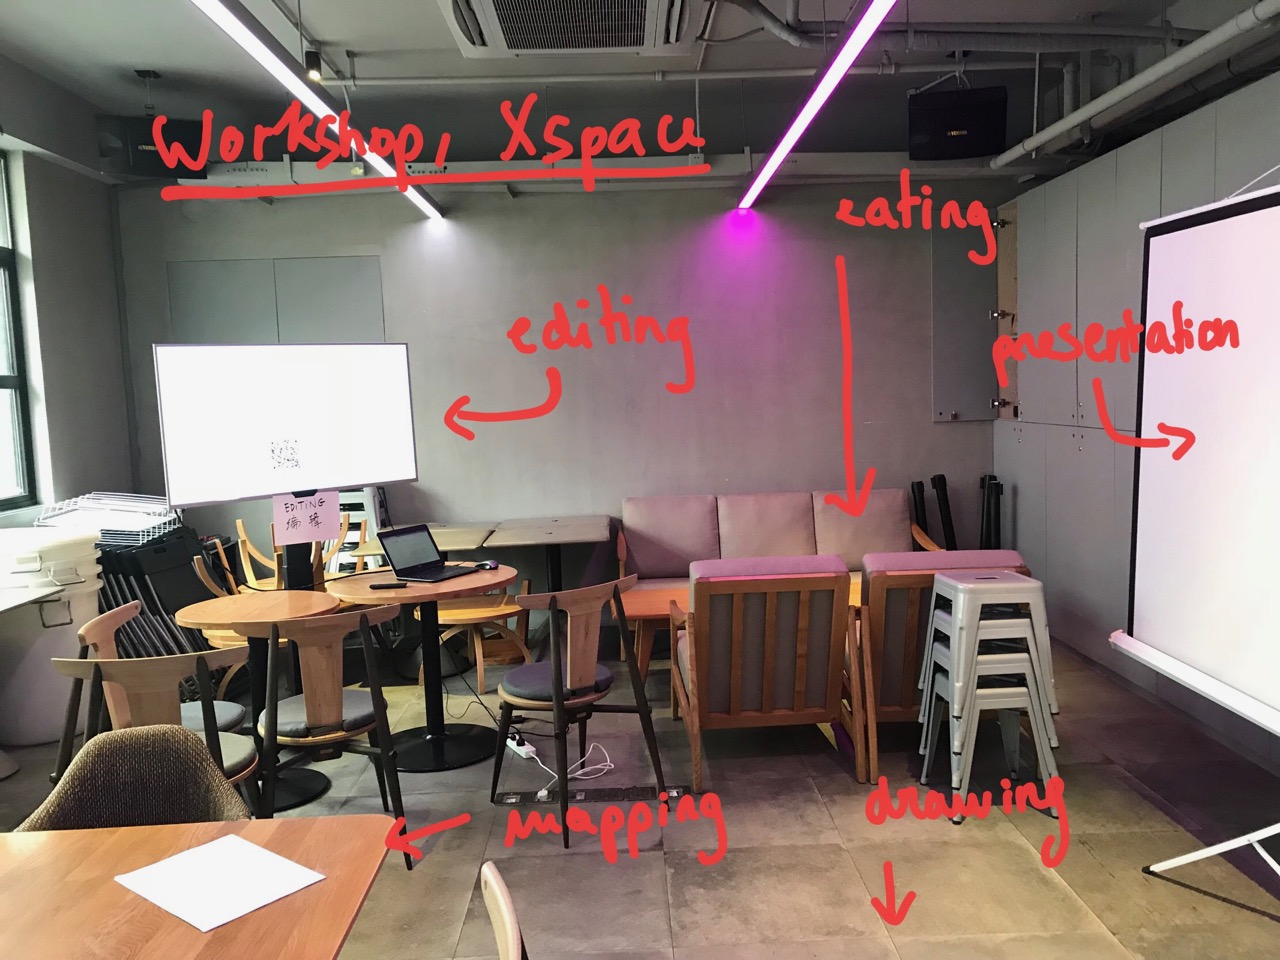 Workshop, Xspace
eating
editing
presentation
EDITING
编辑
mapping
drawing